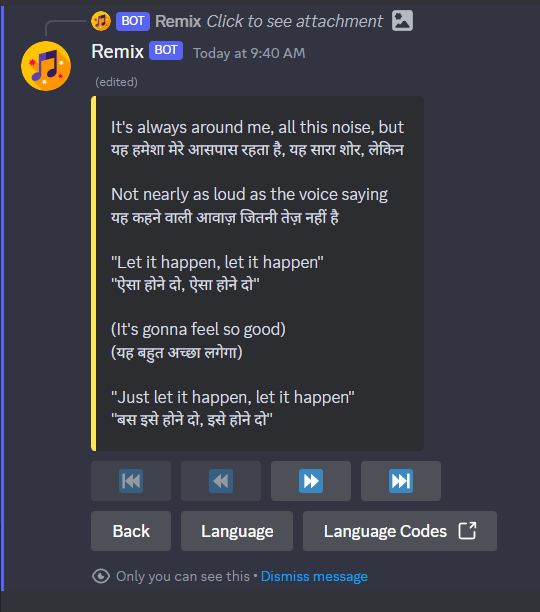 BOT Remix Click to see attachment
Remix BOT Today at 9:40 AM
(edited)
It's always around me, all this noise, but
यह हमेशा मेरे आसपास रहता है, यह सारा शोर, लेकिन
Not nearly as loud as the voice saying
यह कहने वाली आवाज़ जितनी तेज़ नहीं है
"Let it happen, let it happen"
"ऐसा होने दो, ऐसा होने दो"
(It's gonna feel so good)
(यह बहुत अच्छा लगेगा)
"Just let it happen, let it happen"
"बस इसे होने दो, इसे होने दो"
Back Language Language Codes
Only you can see this • Dismiss message